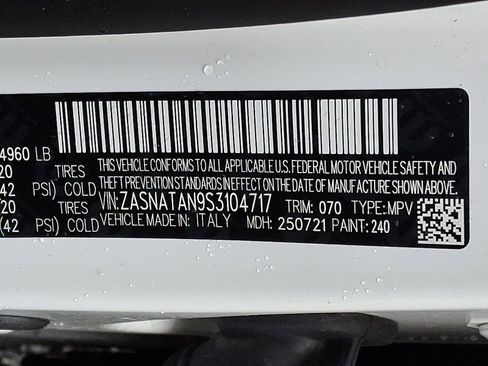 4960 LB
20 TIRES THIS VEHICLE CONFORMS TO ALL APPLICABLE U.S. FEDERAL MOTOR VEHICLE SAFETY AND
42 PSI) COLD THEFT PREVENTION STANDARDS IN EFFECT ON THE DATE OF MANUFACTURE SHOWN ABOVE.
/20 TIRES VIN: ZASNATAN9S3104717 TRIM: 070 TYPE: MPV
(42 PSI) COLD VEHICLE MADE IN ITALY MDH: 250721 PAINT: 240